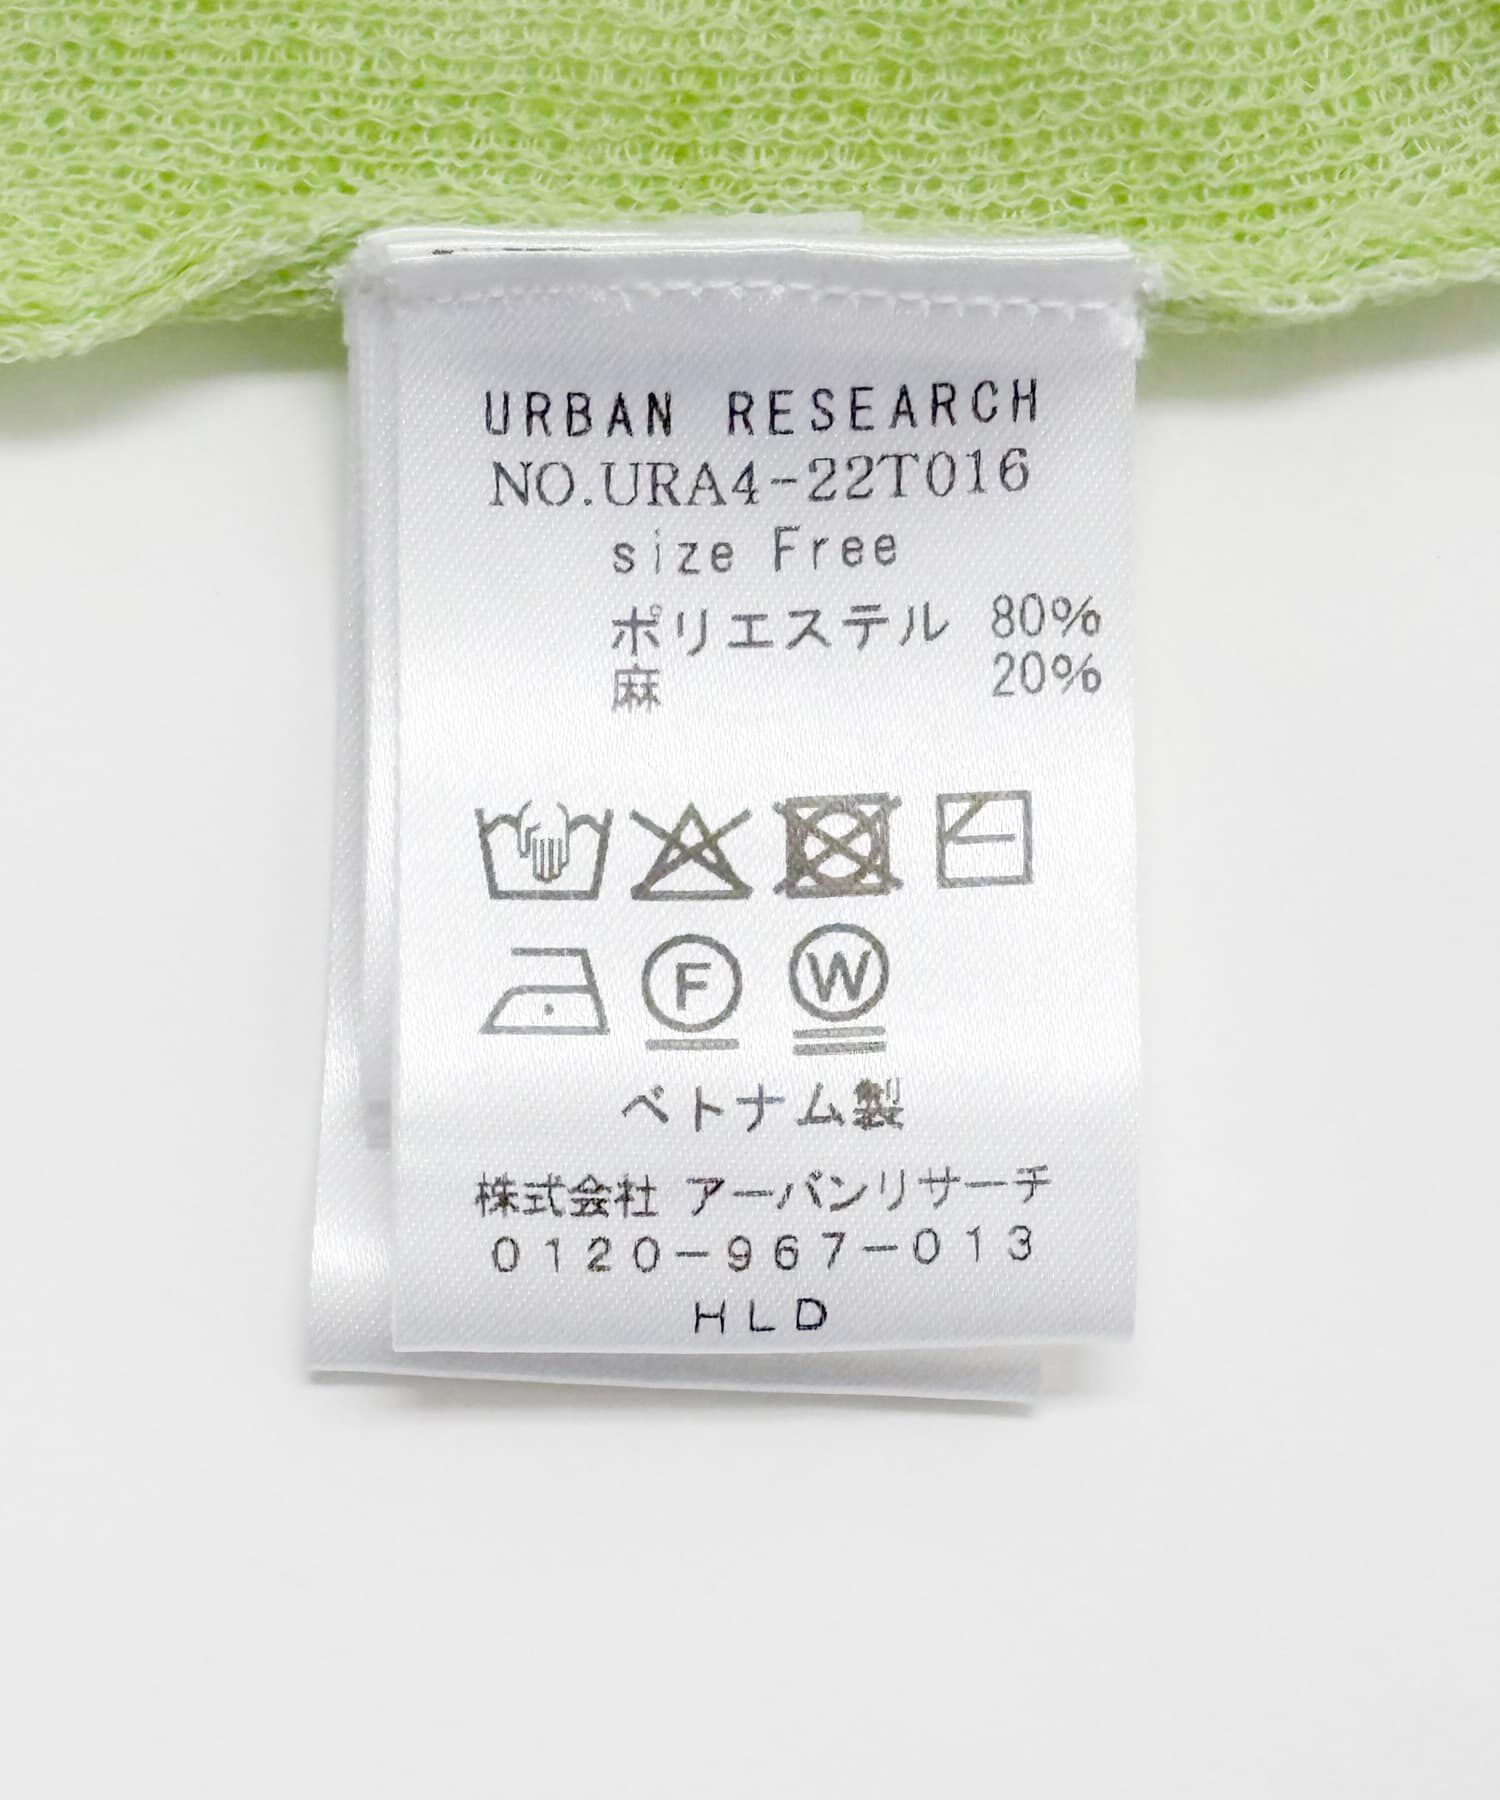 URBAN RESEARCH
NO.URA4-22T016
size Free
ポリエステル 80%
麻 20%
F W
ベトナム製
株式会社 アーバンリサーチ
0120-967-013
HLD